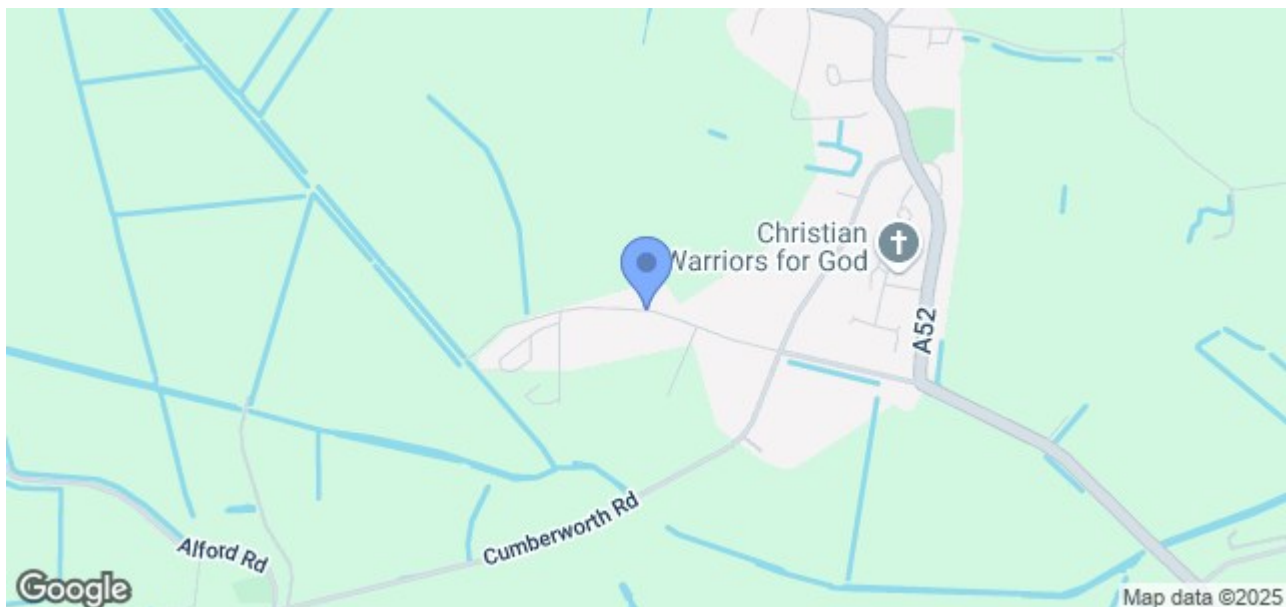 Christian
Warriors for God
A52
Cumberworth Rd
Alford Rd
Google
Map data ©2025